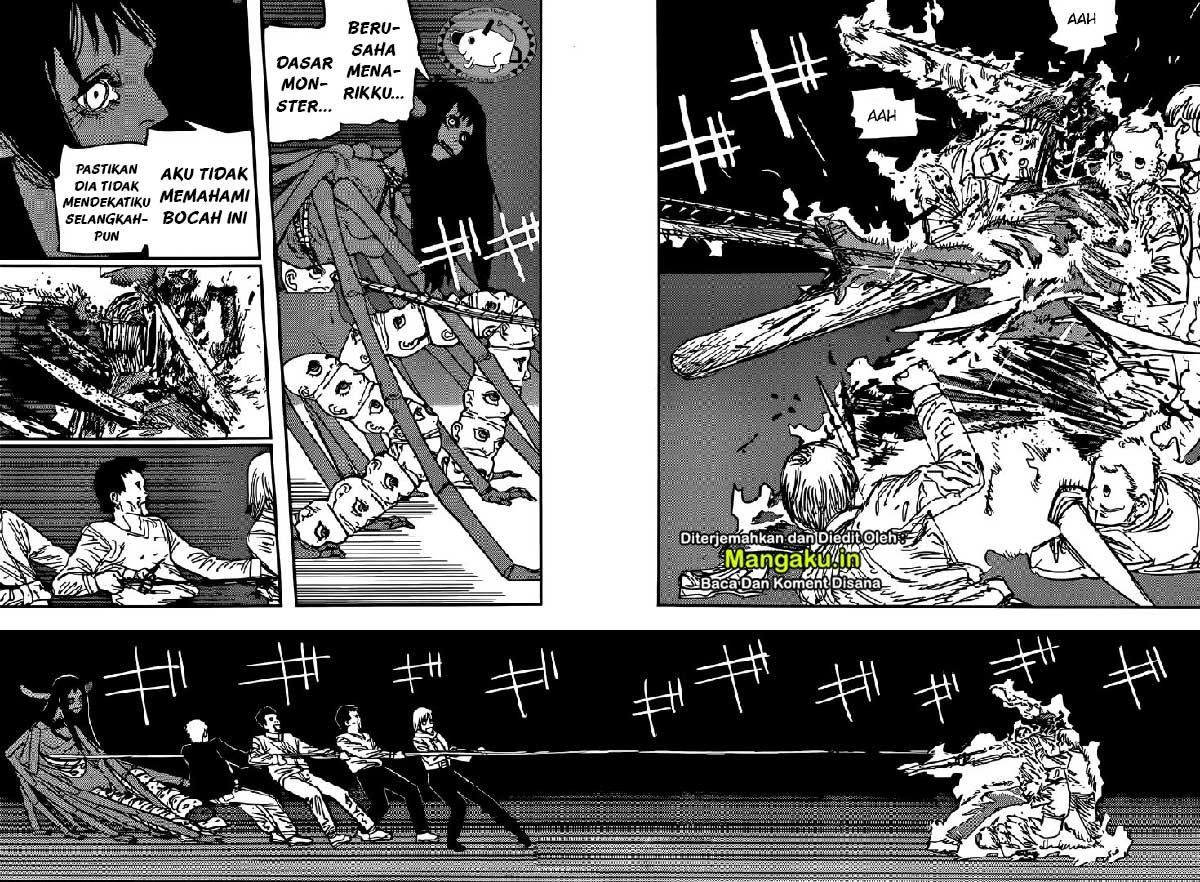 AAH
AAH
BERU-
SAHA
MENA-
RIKKU...
DASAR
MON-
STER...
AKU TIDAK
MEMAHAMI
BOCAH INI
PASTIKAN
DIA TIDAK
MENDEKATIKU
SELANGKAH-
PUN
Diterjemahkan dan Diedit Oleh :
Mangaku.in
Baca Dan Koment Disana